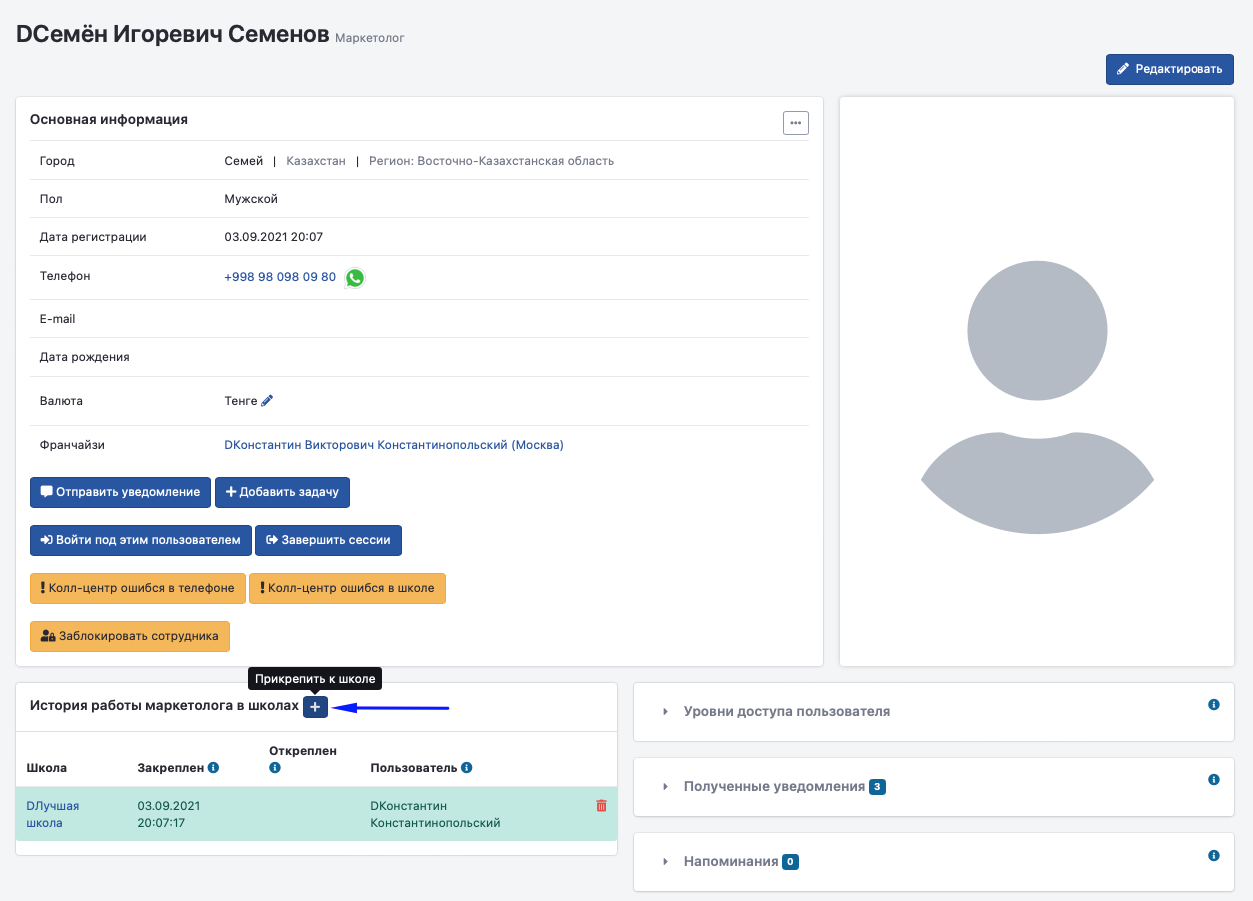 DСемён Игоревич Семенов Маркетолог
Редактировать
Основная информация
Город Семей | Казахстан | Регион: Восточно-Казахстанская область
Пол Мужской
Дата регистрации 03.09.2021 20:07
Телефон +998 98 098 09 80
E-mail
Дата рождения
Валюта Тенге
Франчайзи DКонстантин Викторович Константинопольский (Москва)
Отправить уведомление + Добавить задачу
Войти под этим пользователем Завершить сессии
! Колл-центр ошибся в телефоне ! Колл-центр ошибся в школе
Заблокировать сотрудника
Прикрепить к школе
История работы маркетолога в школах +
Школа Закреплен Откреплен Пользователь
DЛучшая школа 03.09.2021 20:07:17 DКонстантин Константинопольский
Уровни доступа пользователя
Полученные уведомления 3
Напоминания 0